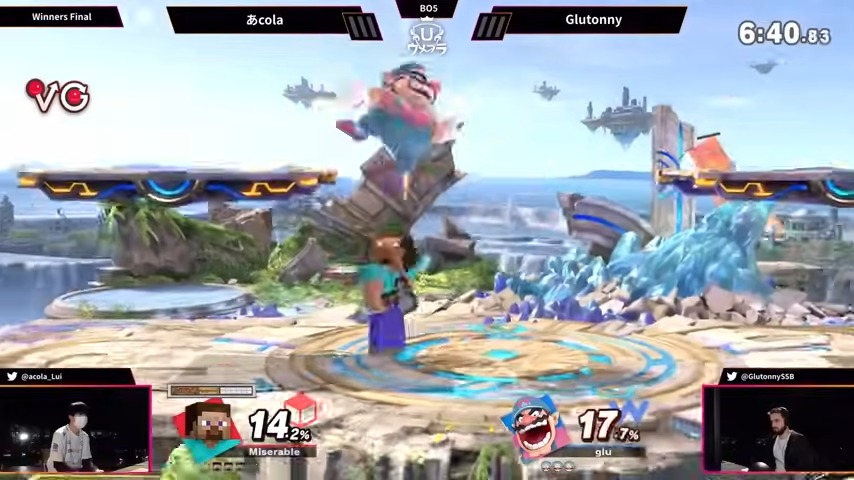 Winners Final
あcola
BO5
Glutonny
6:40.83
U
ウメブラ
VG
@acola_Lui
@GlutonnySSB
14.2%
17.7%
Miserable
glu